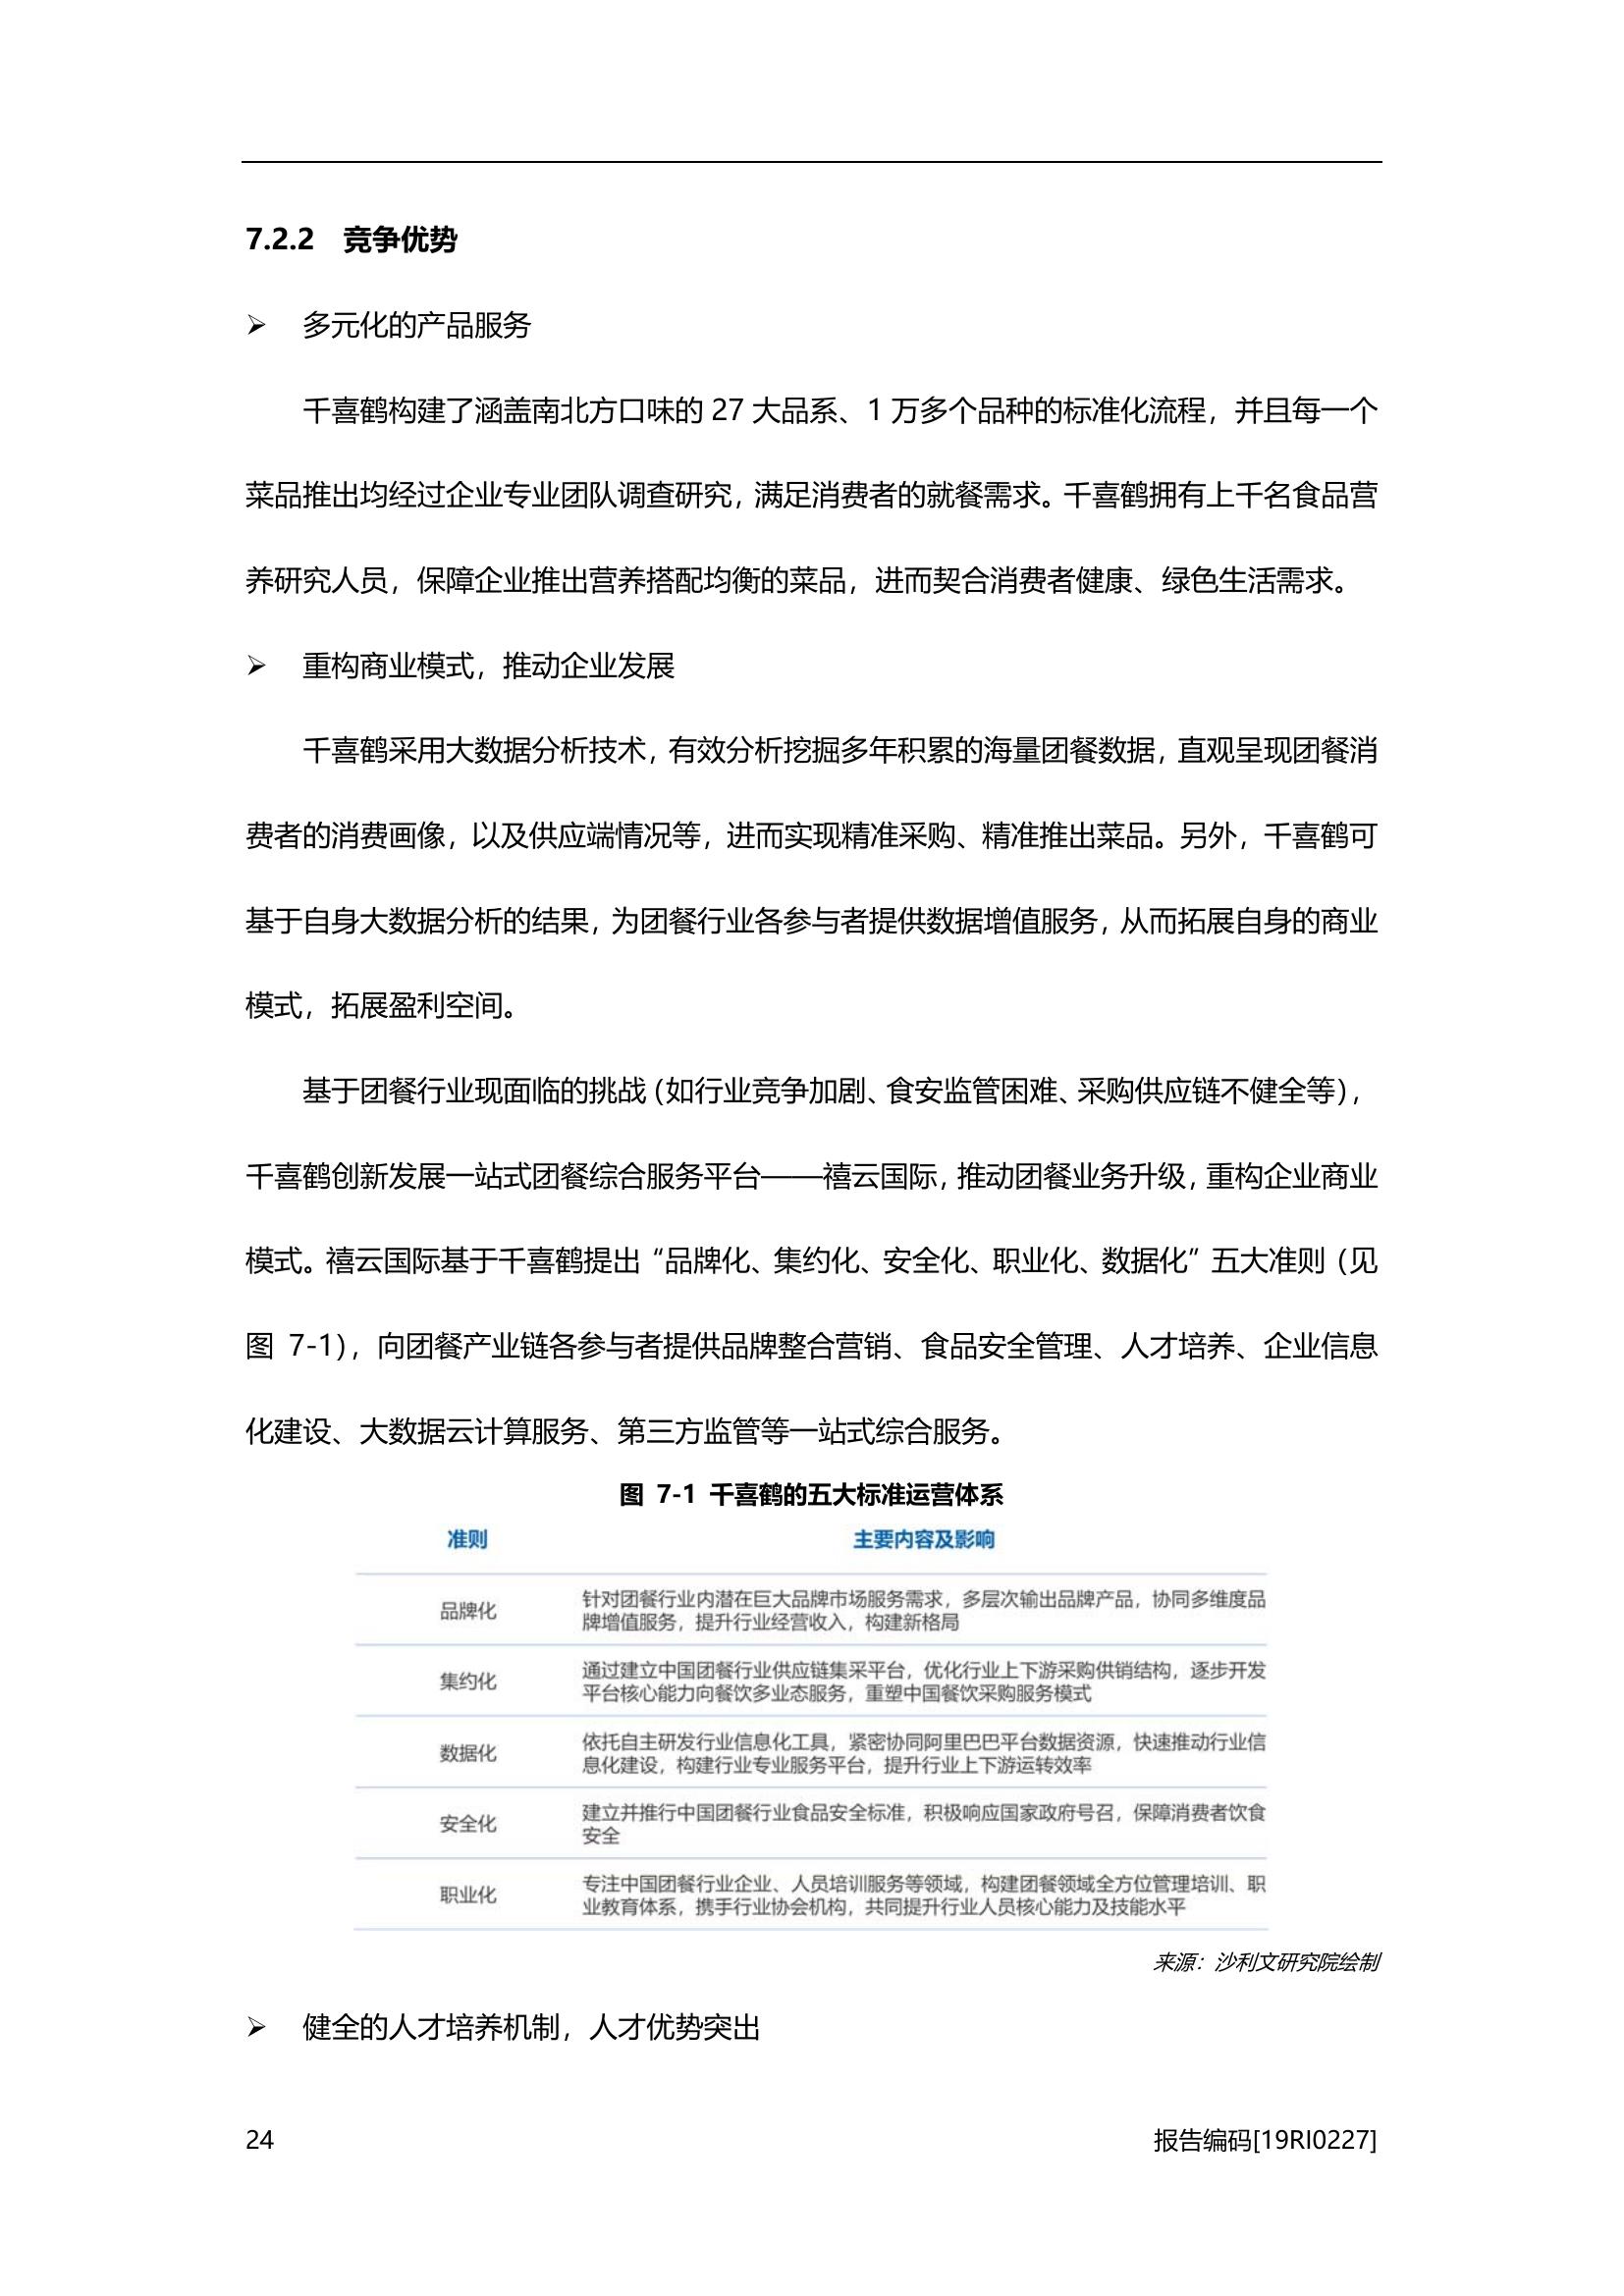 7.2.2 竞争优势
➢ 多元化的产品服务
千喜鹤构建了涵盖南北方口味的 27 大品系、1 万多个品种的标准化流程，并且每一个
菜品推出均经过企业专业团队调查研究，满足消费者的就餐需求。千喜鹤拥有上千名食品营
养研究人员，保障企业推出营养搭配均衡的菜品，进而契合消费者健康、绿色生活需求。
➢ 重构商业模式，推动企业发展
千喜鹤采用大数据分析技术，有效分析挖掘多年积累的海量团餐数据，直观呈现团餐消
费者的消费画像，以及供应端情况等，进而实现精准采购、精准推出菜品。另外，千喜鹤可
基于自身大数据分析的结果，为团餐行业各参与者提供数据增值服务，从而拓展自身的商业
模式，拓展盈利空间。
基于团餐行业现面临的挑战（如行业竞争加剧、食安监管困难、采购供应链不健全等），
千喜鹤创新发展一站式团餐综合服务平台——禧云国际，推动团餐业务升级，重构企业商业
模式。禧云国际基于千喜鹤提出“品牌化、集约化、安全化、职业化、数据化”五大准则（见
图 7-1），向团餐产业链各参与者提供品牌整合营销、食品安全管理、人才培养、企业信息
化建设、大数据云计算服务、第三方监管等一站式综合服务。
图 7-1 千喜鹤的五大标准运营体系
准则 主要内容及影响
品牌化 针对团餐行业内潜在巨大品牌市场服务需求，多层次输出品牌产品，协同多维度品
牌增值服务，提升行业经营收入，构建新格局
集约化 通过建立中国团餐行业供应链集采平台，优化行业上下游采购供销结构，逐步开发
平台核心能力向餐饮多业态服务，重塑中国餐饮采购服务模式
数据化 依托自主研发行业信息化工具，紧密协同阿里巴巴平台数据资源，快速推动行业信
息化建设，构建行业专业服务平台，提升行业上下游运转效率
安全化 建立并推行中国团餐行业食品安全标准，积极响应国家政府号召，保障消费者饮食
安全
职业化 专注中国团餐行业企业、人员培训服务等领域，构建团餐领域全方位管理培训、职
业教育体系，携手行业协会机构，共同提升行业人员核心能力及技能水平
来源：沙利文研究院绘制
➢ 健全的人才培养机制，人才优势突出
24 报告编码[19RI0227]